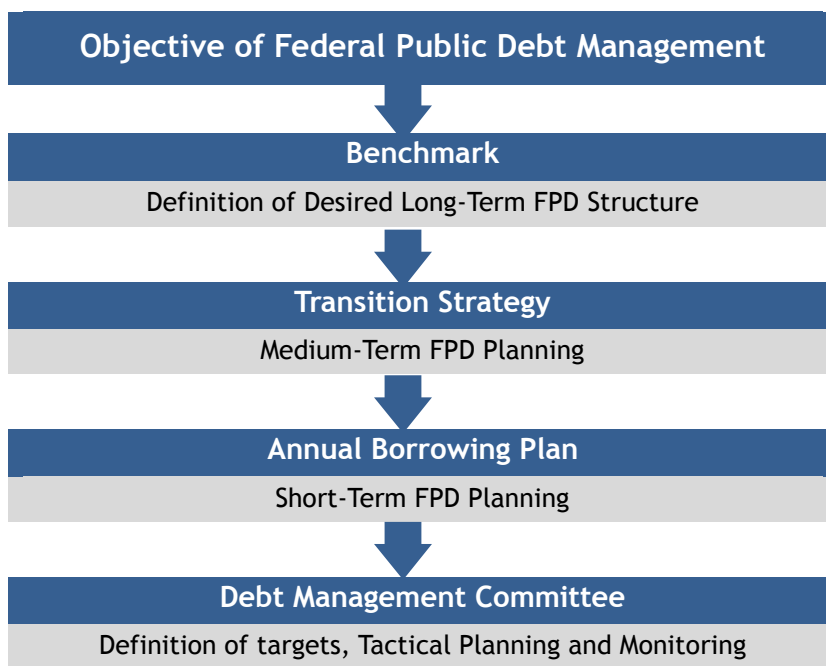 Objective of Federal Public Debt Management
Benchmark
Definition of Desired Long-Term FPD Structure
Transition Strategy
Medium-Term FPD Planning
Annual Borrowing Plan
Short-Term FPD Planning
Debt Management Committee
Definition of targets, Tactical Planning and Monitoring